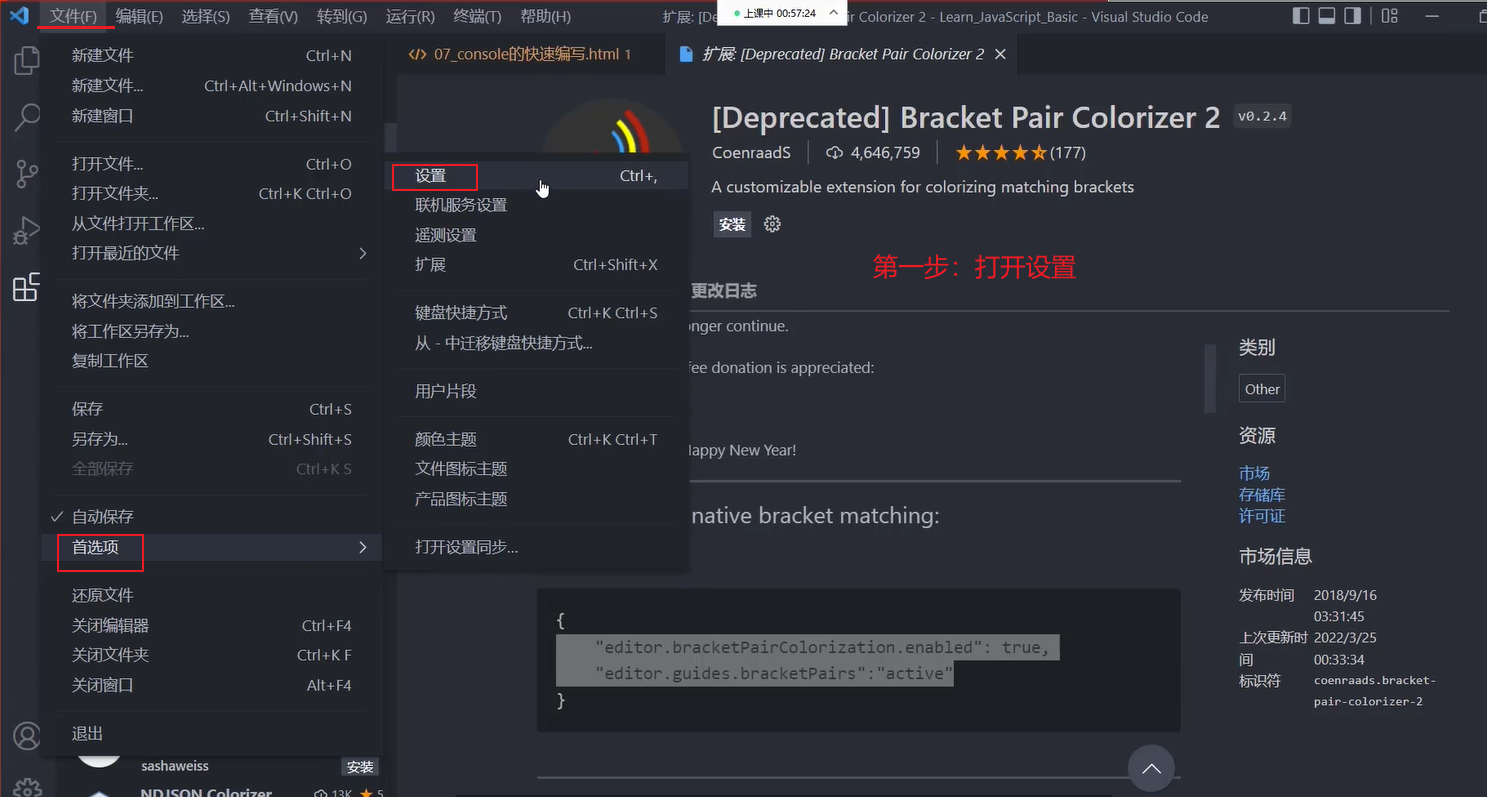 文件(F) 编辑(E) 选择(S) 查看(V) 转到(G) 运行(R) 终端(T) 帮助(H) 扩展: [De 上课中 00:57:24 ir Colorizer 2 - Learn_JavaScript_Basic - Visual Studio Code
07_console的快速编写.html 1
扩展: [Deprecated] Bracket Pair Colorizer 2
新建文件 Ctrl+N
新建文件... Ctrl+Alt+Windows+N
新建窗口 Ctrl+Shift+N
打开文件... Ctrl+O
打开文件夹... Ctrl+K Ctrl+O
从文件打开工作区...
打开最近的文件
将文件夹添加到工作区...
将工作区另存为...
复制工作区
保存 Ctrl+S
另存为... Ctrl+Shift+S
全部保存 Ctrl+K S
自动保存
首选项
还原文件
关闭编辑器 Ctrl+F4
关闭文件夹 Ctrl+K F
关闭窗口 Alt+F4
退出
设置 Ctrl+,
联机服务设置
遥测设置
扩展 Ctrl+Shift+X
键盘快捷方式 Ctrl+K Ctrl+S
从 - 中迁移键盘快捷方式...
用户片段
颜色主题 Ctrl+K Ctrl+T
文件图标主题
产品图标主题
打开设置同步...
[Deprecated] Bracket Pair Colorizer 2 v0.2.4
CoenraadS 4,646,759 (177)
A customizable extension for colorizing matching brackets
安装
第一步：打开设置
更改日志
onger continue.
fee donation is appreciated:
Happy New Year!
native bracket matching:
{
"editor.bracketPairColorization.enabled": true,
"editor.guides.bracketPairs":"active"
}
类别
Other
资源
市场
存储库
许可证
市场信息
发布时间 2018/9/16
03:31:45
上次更新时 2022/3/25
间 00:33:34
标识符 coenraads.bracket-
pair-colorizer-2
sashaweiss 安装
NDJSON Colorizer 13K 5